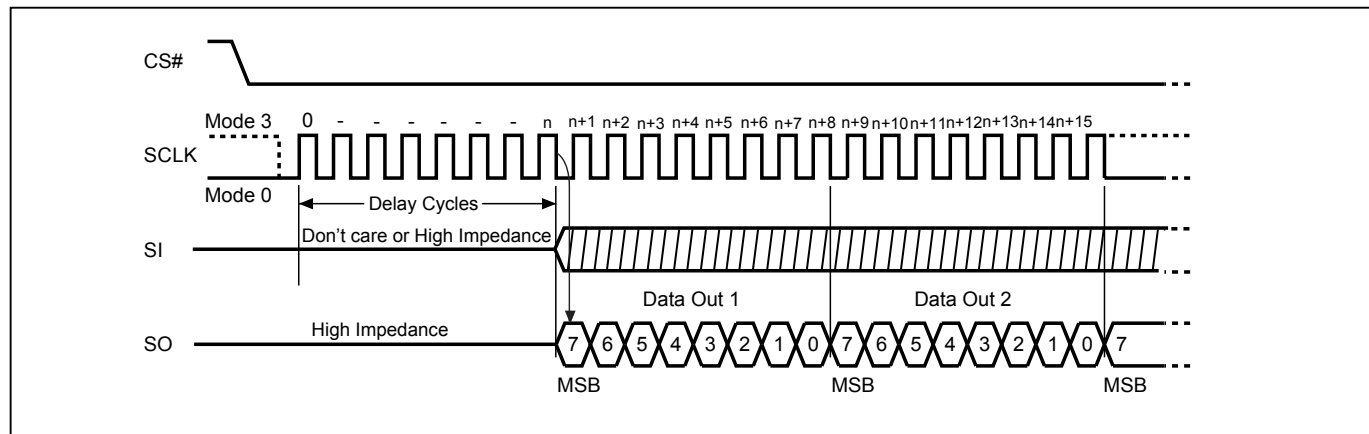 CS#
Mode 3
0 - - - - - - n n+1 n+2 n+3 n+4 n+5 n+6 n+7 n+8 n+9 n+10 n+11 n+12 n+13 n+14 n+15
SCLK
Mode 0
Delay Cycles
Don't care or High Impedance
SI
Data Out 1 Data Out 2
High Impedance
SO
7 6 5 4 3 2 1 0 7 6 5 4 3 2 1 0 7
MSB MSB MSB